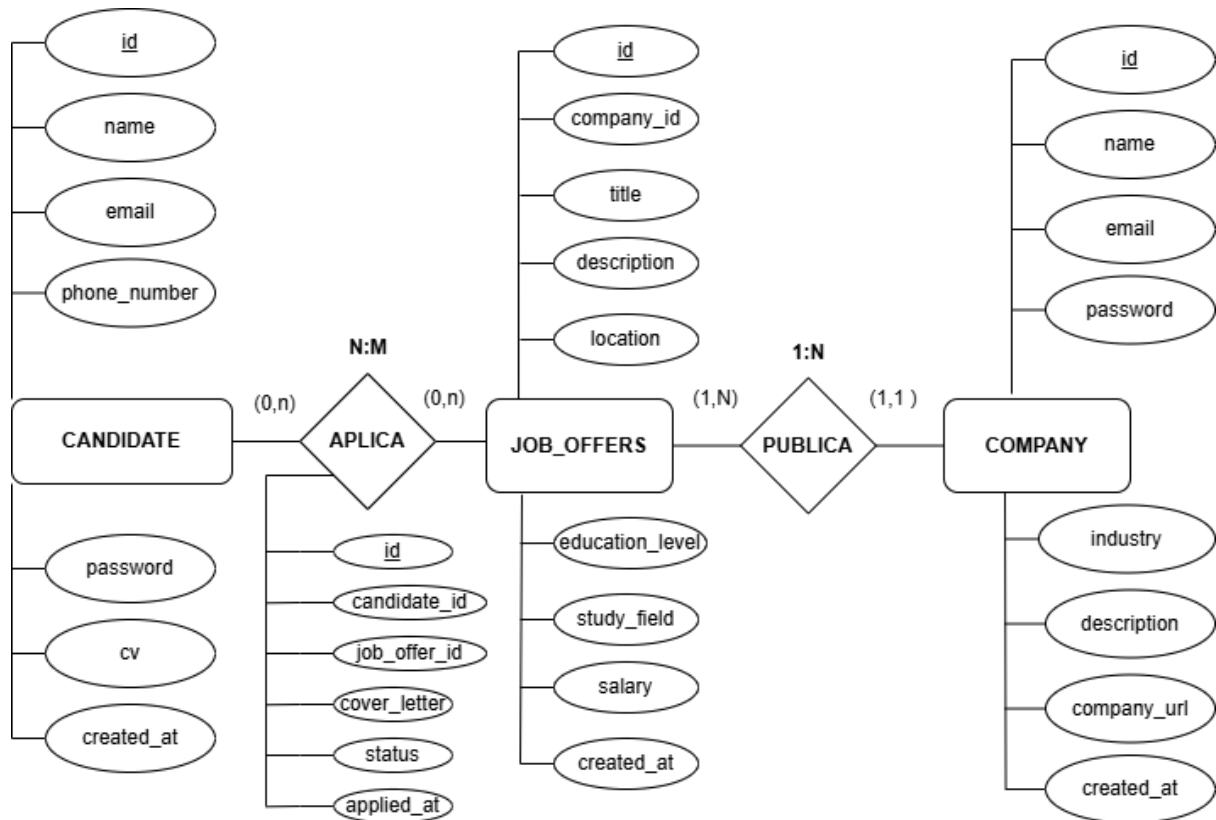 id
name
email
phone_number
CANDIDATE
password
cv
created_at
(0,n)
N:M
APLICA
(0,n)
id
candidate_id
job_offer_id
cover_letter
status
applied_at
id
company_id
title
description
location
JOB_OFFERS
education_level
study_field
salary
created_at
(1,N)
1:N
PUBLICA
(1,1 )
id
name
email
password
COMPANY
industry
description
company_url
created_at